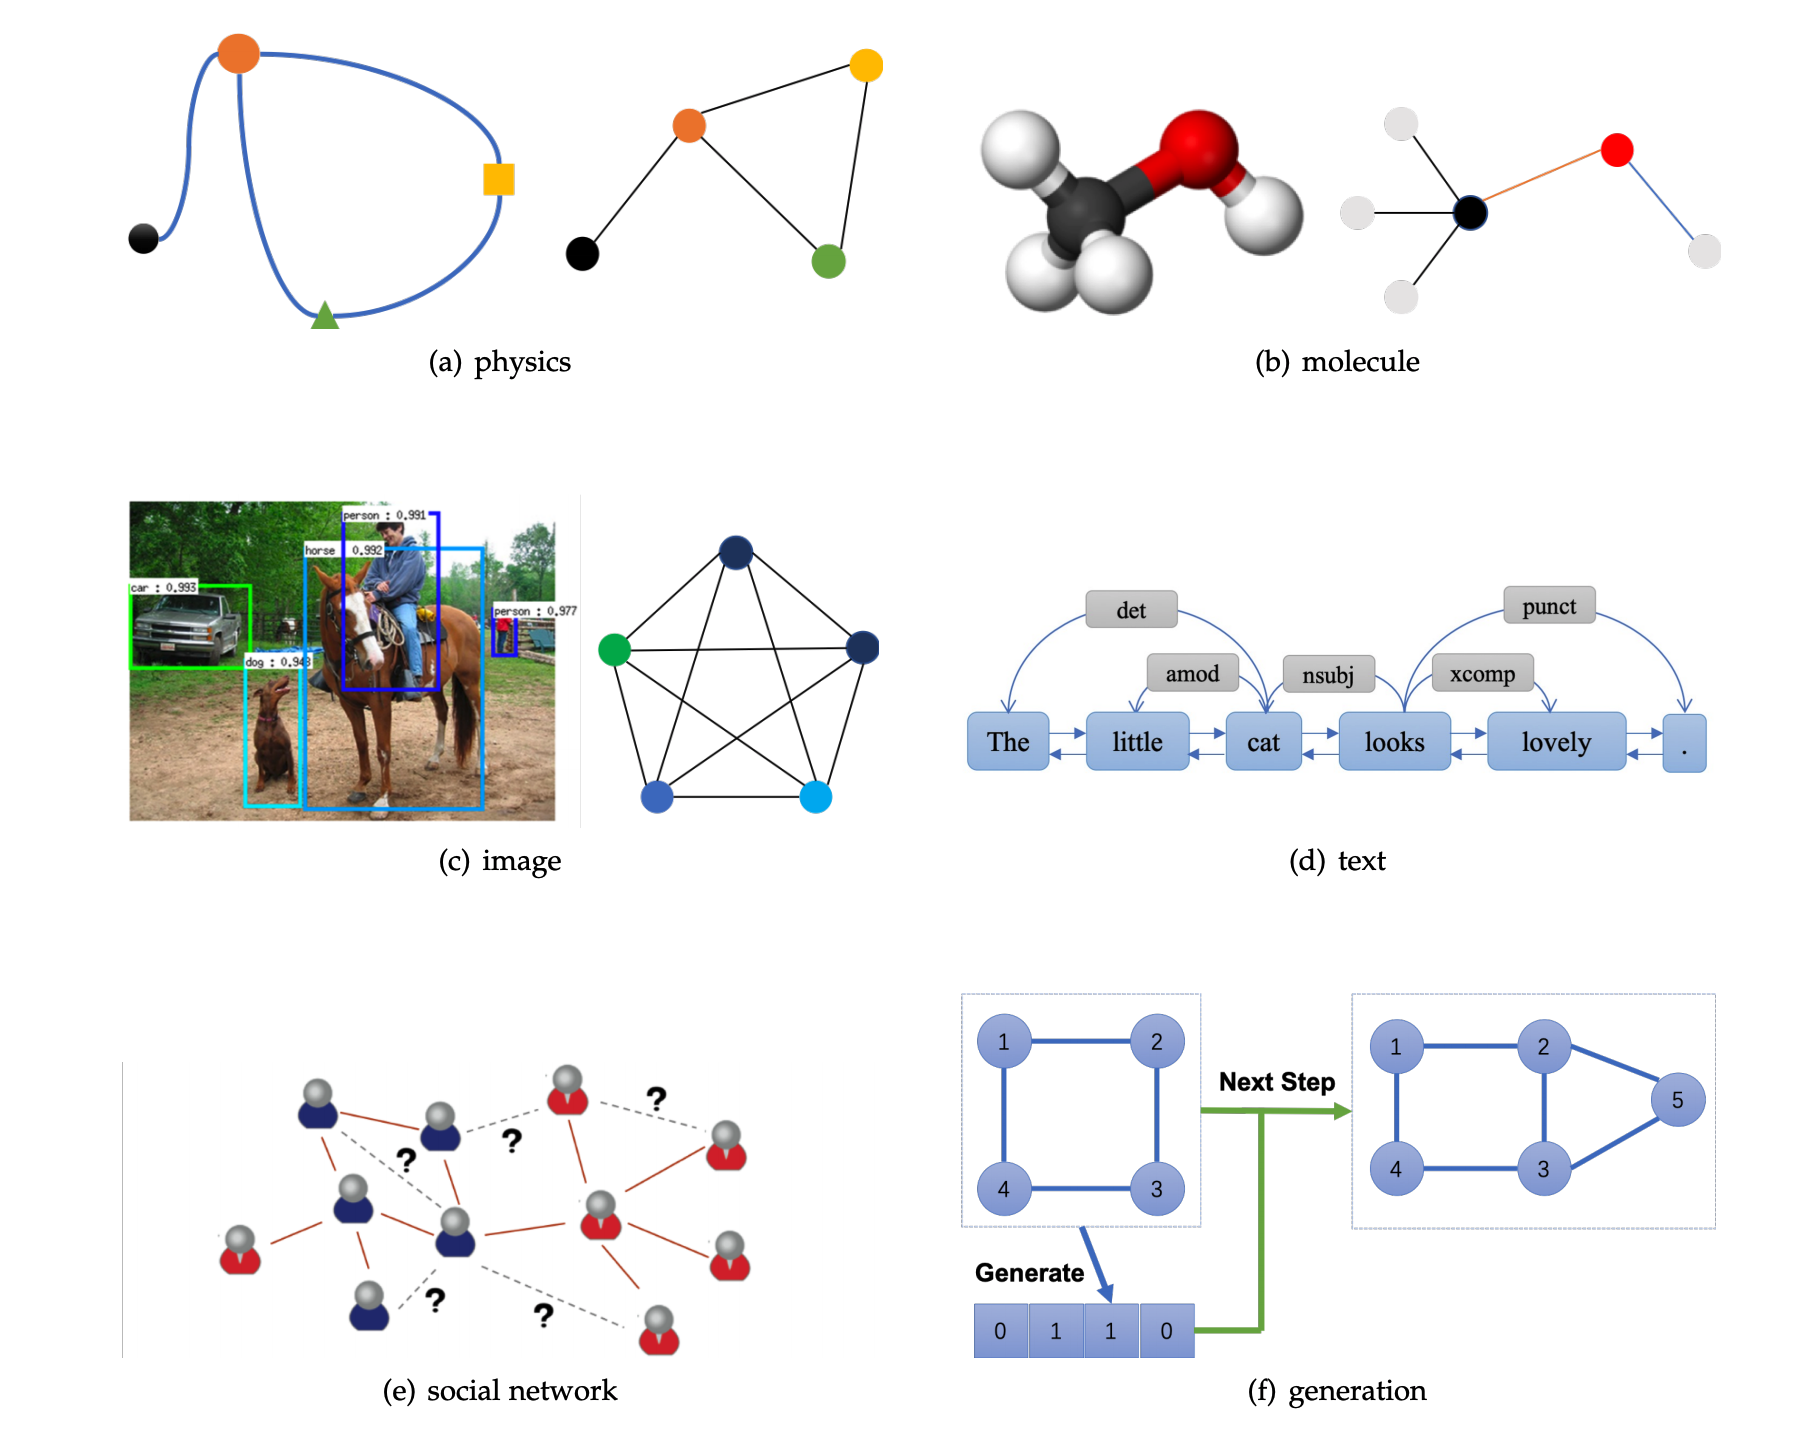 (a) physics
(b) molecule
person : 0.991
horse : 0.992
car : 0.993
person : 0.977
dog : 0.943
(c) image
det
punct
amod
nsubj
xcomp
The little cat looks lovely .
(d) text
?
?
?
?
?
(e) social network
1 2
4 3
Next Step
1 2
5
4 3
Generate
0 1 1 0
(f) generation